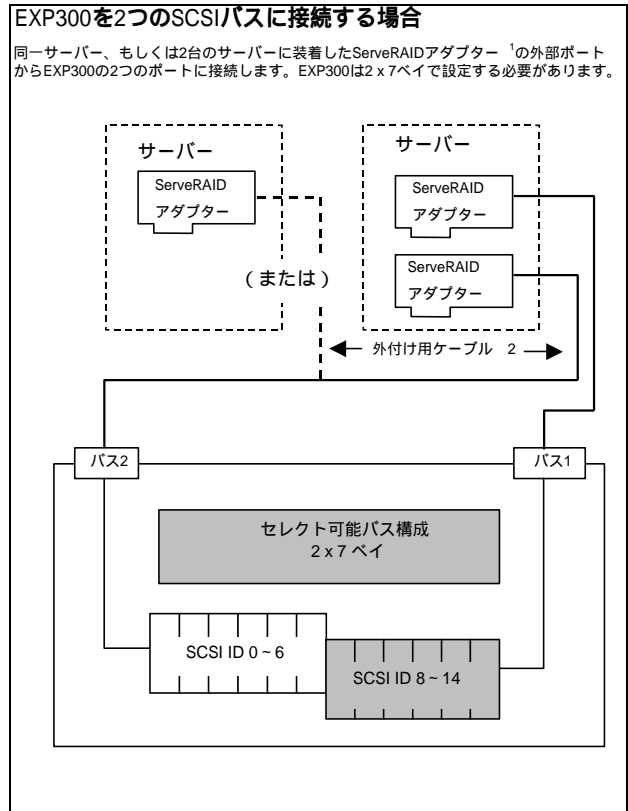 EXP300を2つのSCSIバスに接続する場合
同一サーバー、もしくは2台のサーバーに装着したServeRAIDアダプター 1の外部ポート
からEXP300の2つのポートに接続します。EXP300は2 x 7ベイで設定する必要があります。
サーバー
ServeRAID
アダプター
サーバー
ServeRAID
アダプター
ServeRAID
アダプター
(または)
外付け用ケーブル 2
バス2
バス1
セレクト可能バス構成
2 x 7 ベイ
SCSI ID 0 ~ 6
SCSI ID 8 ~ 14